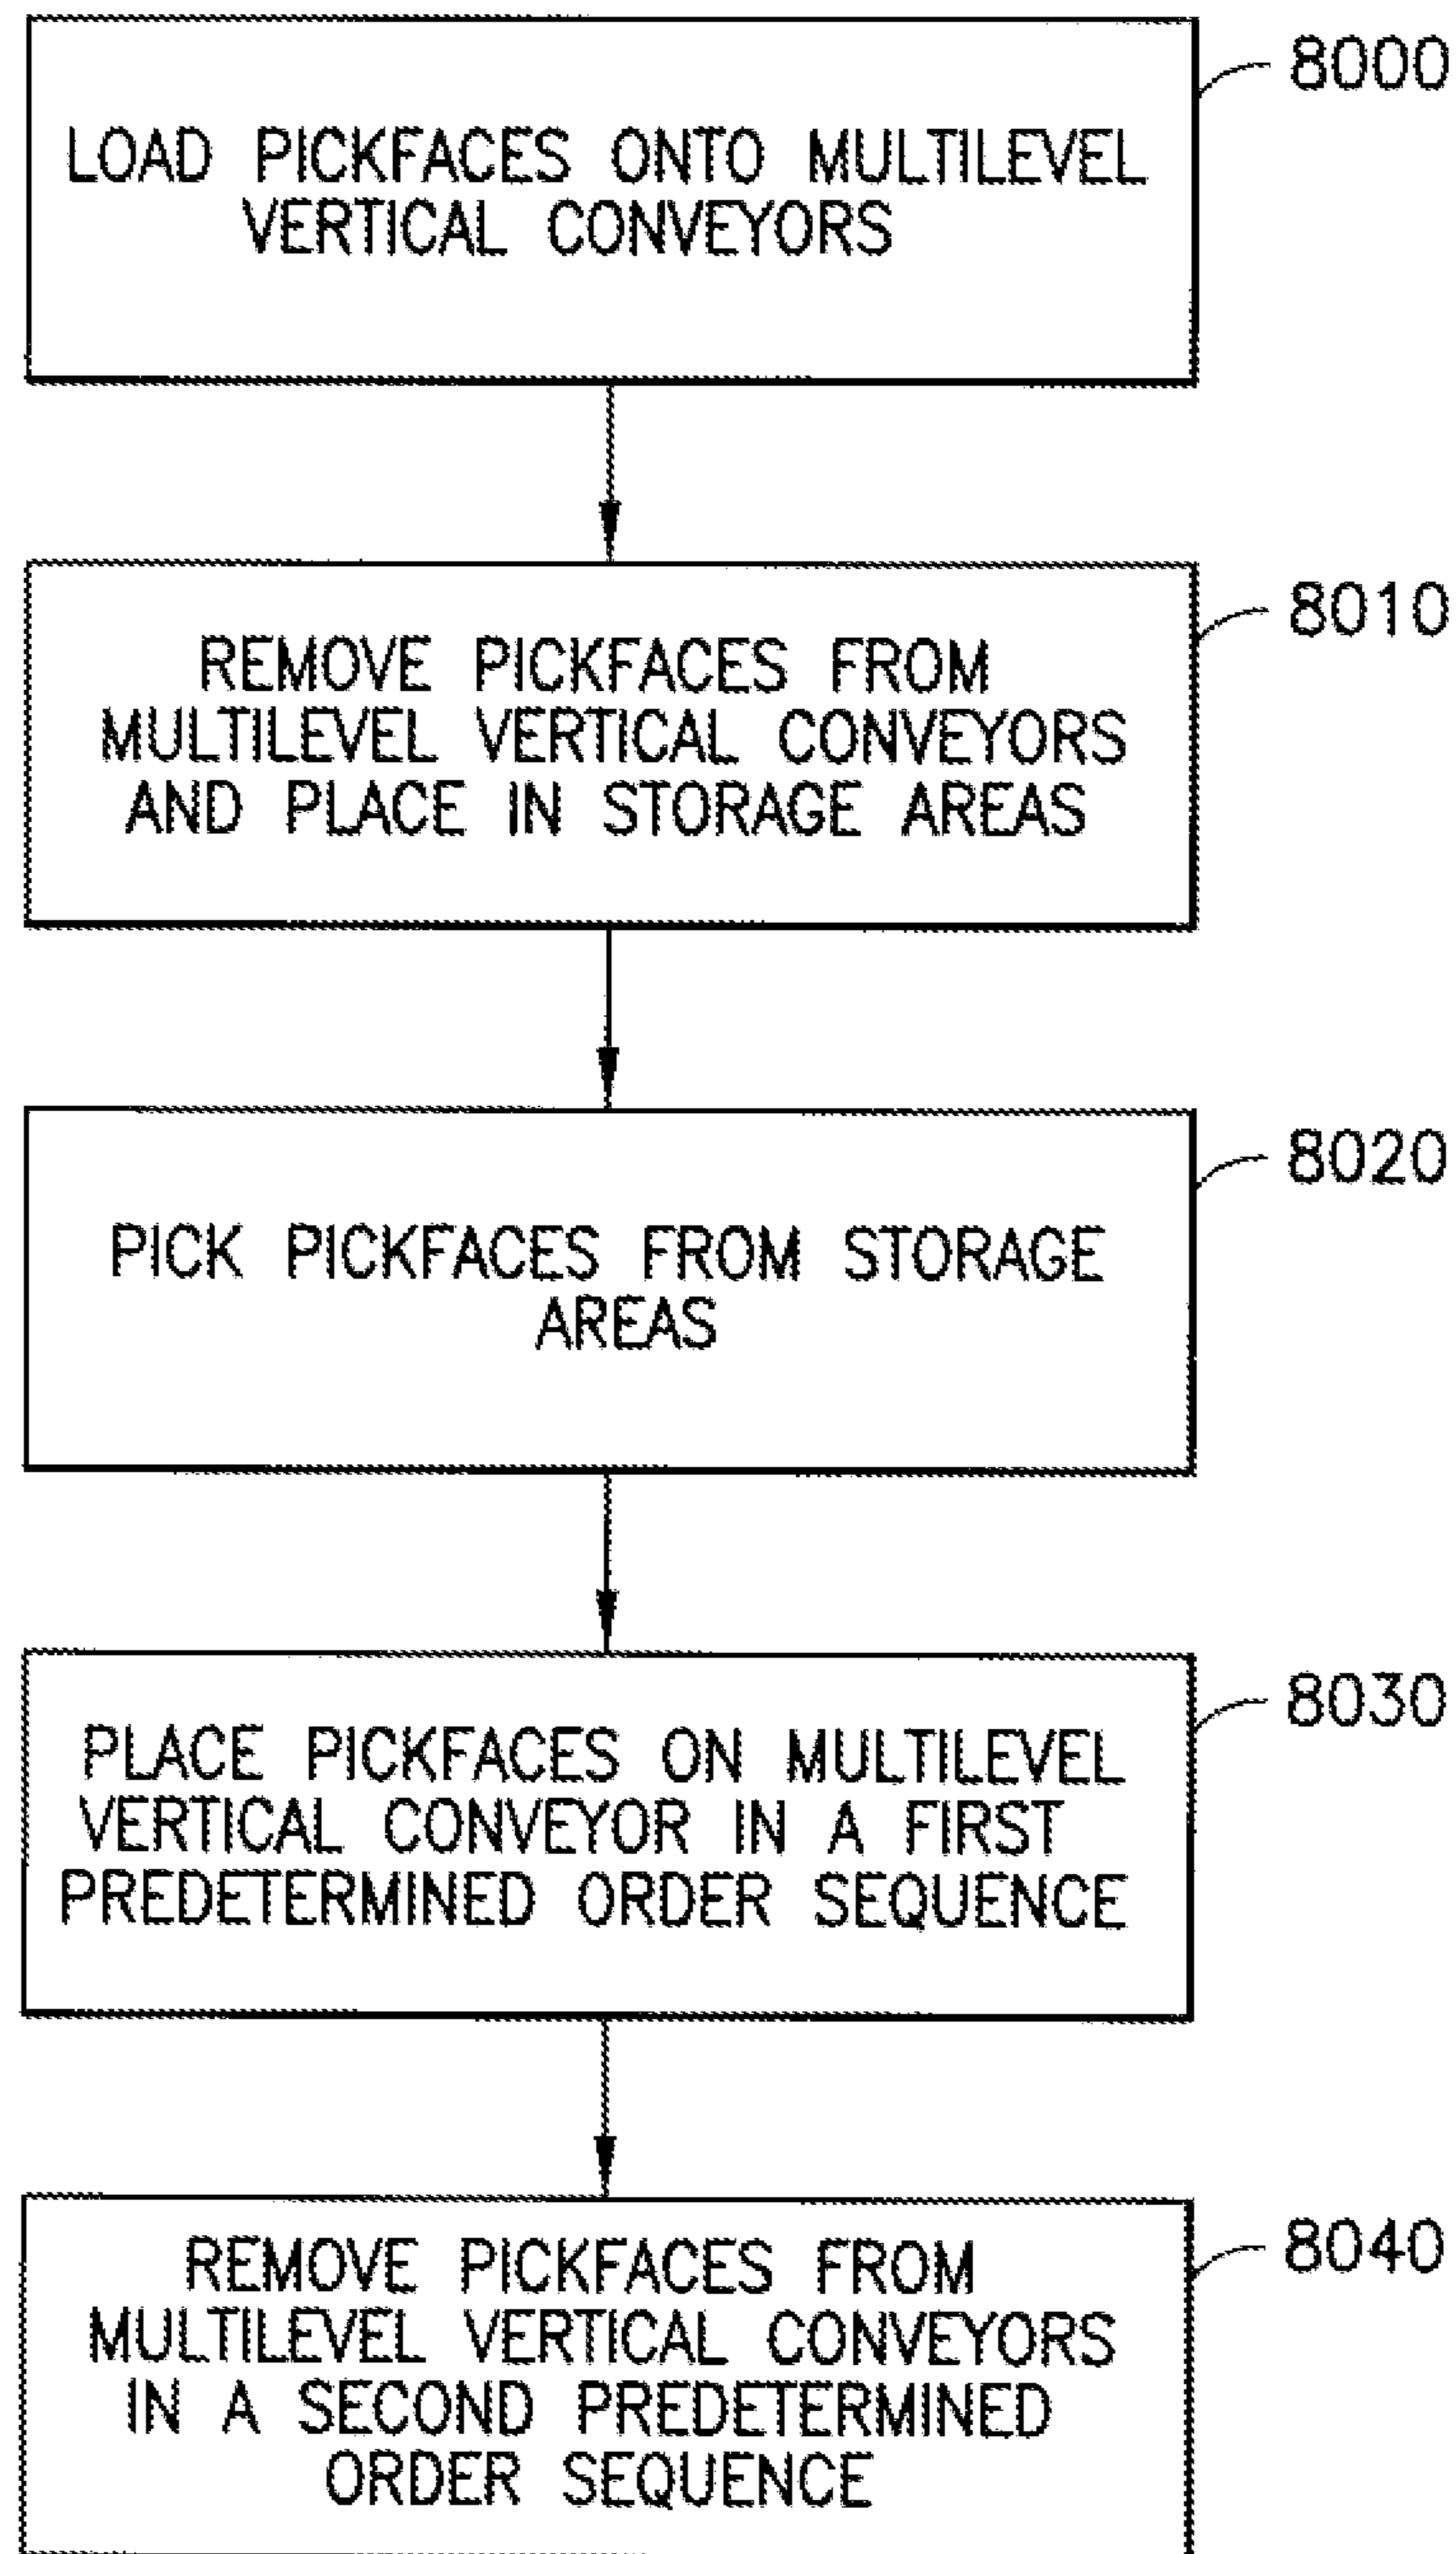 8000
LOAD PICKFACES ONTO MULTILEVEL
VERTICAL CONVEYORS
8010
REMOVE PICKFACES FROM
MULTILEVEL VERTICAL CONVEYORS
AND PLACE IN STORAGE AREAS
8020
PICK PICKFACES FROM STORAGE
AREAS
8030
PLACE PICKFACES ON MULTILEVEL
VERTICAL CONVEYOR IN A FIRST
PREDETERMINED ORDER SEQUENCE
8040
REMOVE PICKFACES FROM
MULTILEVEL VERTICAL CONVEYORS
IN A SECOND PREDETERMINED
ORDER SEQUENCE